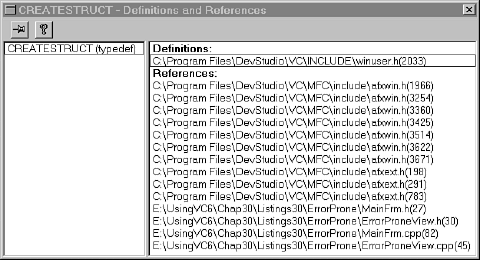 CREATESTRUCT - Definitions and References
CREATESTRUCT (typedef)
Definitions:
C:\Program Files\DevStudio\VC\INCLUDE\winuser.h(2033)
References:
C:\Program Files\DevStudio\VC\MFC\include\afxwin.h(1966)
C:\Program Files\DevStudio\VC\MFC\include\afxwin.h(3254)
C:\Program Files\DevStudio\VC\MFC\include\afxwin.h(3360)
C:\Program Files\DevStudio\VC\MFC\include\afxwin.h(3425)
C:\Program Files\DevStudio\VC\MFC\include\afxwin.h(3514)
C:\Program Files\DevStudio\VC\MFC\include\afxwin.h(3622)
C:\Program Files\DevStudio\VC\MFC\include\afxwin.h(3671)
C:\Program Files\DevStudio\VC\MFC\include\afxext.h(198)
C:\Program Files\DevStudio\VC\MFC\include\afxext.h(291)
C:\Program Files\DevStudio\VC\MFC\include\afxext.h(783)
E:\UsingVC6\Chap30\Listings30\ErrorProne\MainFrm.h(27)
E:\UsingVC6\Chap30\Listings30\ErrorProne\ErrorProneView.h(30)
E:\UsingVC6\Chap30\Listings30\ErrorProne\MainFrm.cpp(82)
E:\UsingVC6\Chap30\Listings30\ErrorProne\ErrorProneView.cpp(45)